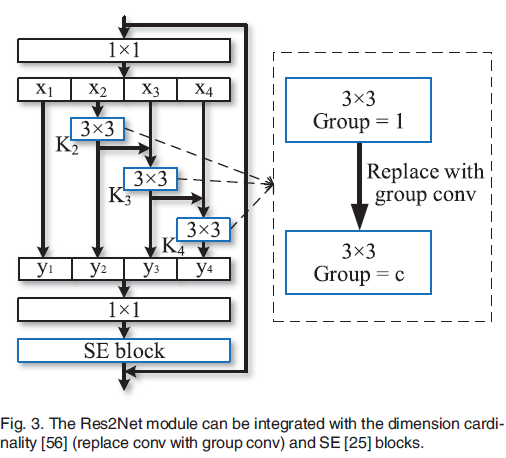 1×1
x1 x2 x3 x4
3×3
K2
3×3
K3
3×3
K4
y1 y2 y3 y4
1×1
SE block
3×3
Group = 1
Replace with
group conv
3×3
Group = c
Fig. 3. The Res2Net module can be integrated with the dimension cardi-
nality [56] (replace conv with group conv) and SE [25] blocks.